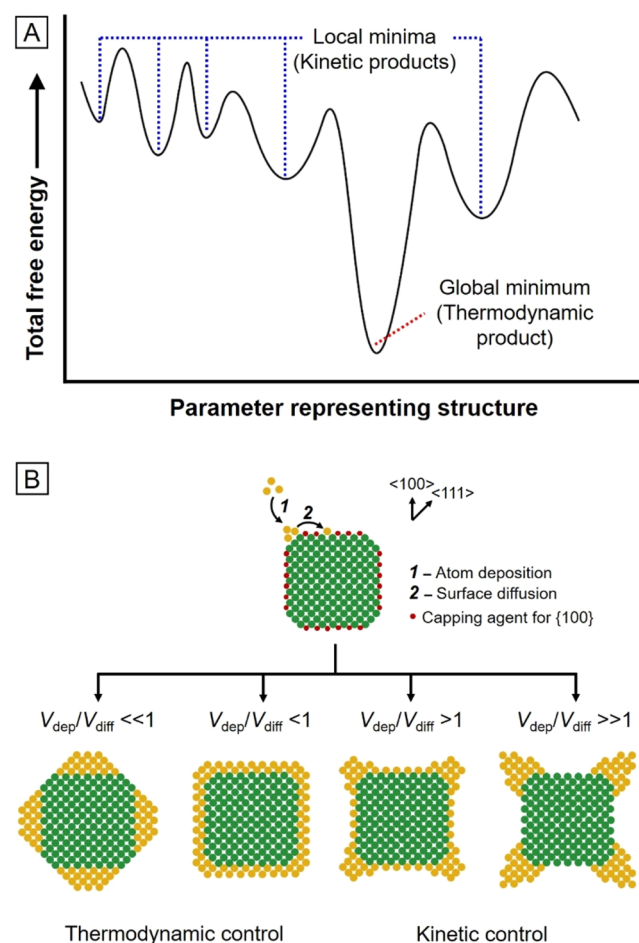 A
Local minima
(Kinetic products)
Total free energy
Global minimum
(Thermodynamic
product)
Parameter representing structure
B
<100>
<111>
1
2
1 – Atom deposition
2 – Surface diffusion
• Capping agent for {100}
Vdep/Vdiff <<1
Vdep/Vdiff <1
Vdep/Vdiff >1
Vdep/Vdiff >>1
Thermodynamic control
Kinetic control